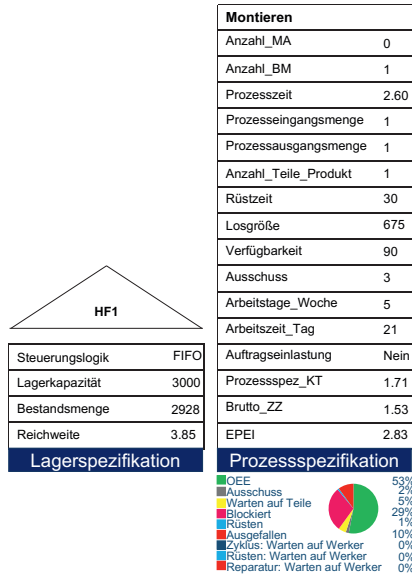 Montieren
Anzahl_MA 0
Anzahl_BM 1
Prozesszeit 2.60
Prozesseingangsmenge 1
Prozessausgangsmenge 1
Anzahl_Teile_Produkt 1
Rüstzeit 30
Losgröße 675
Verfügbarkeit 90
Ausschuss 3
Arbeitstage_Woche 5
Arbeitszeit_Tag 21
Auftragseinlastung Nein
Prozessspez_KT 1.71
Brutto_ZZ 1.53
EPEI 2.83
Prozessspezifikation
HF1
Steuerungslogik FIFO
Lagerkapazität 3000
Bestandsmenge 2928
Reichweite 3.85
Lagerspezifikation
OEE 53%
Ausschuss 2%
Warten auf Teile 5%
Blockiert 29%
Rüsten 1%
Ausgefallen 10%
Zyklus: Warten auf Werker 0%
Rüsten: Warten auf Werker 0%
Reparatur: Warten auf Werker 0%